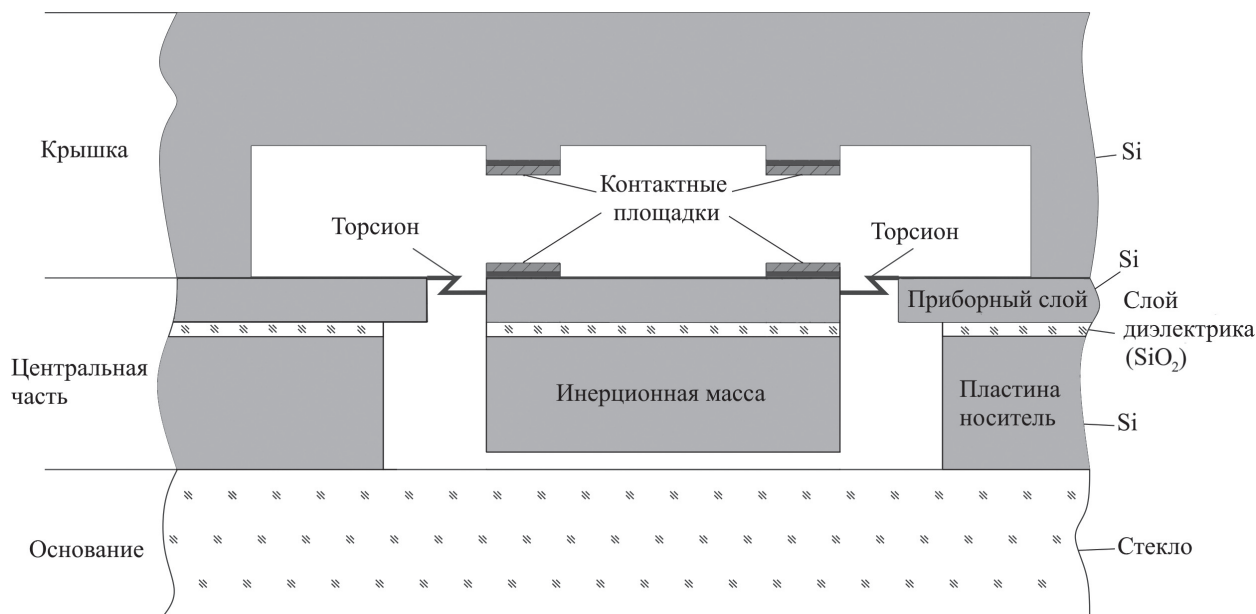 Крышка
Si
Контактные
площадки
Торсион
Торсион
Si
Приборный слой
Слой
диэлектрика
(SiO₂)
Центральная
часть
Инерционная масса
Пластина
носитель
Si
Основание
Стекло